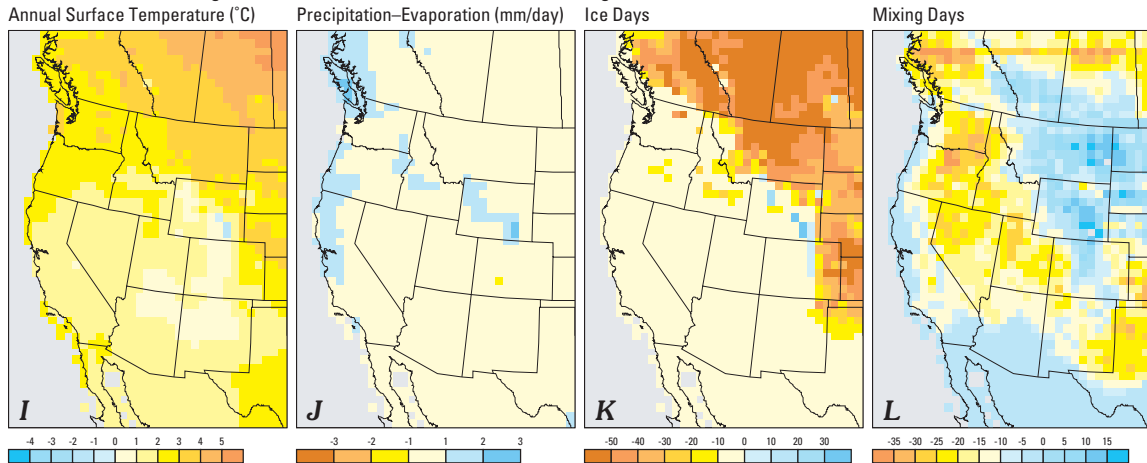 Annual Surface Temperature (˚C)
Precipitation–Evaporation (mm/day)
Ice Days
Mixing Days
I
J
K
L
-4 -3 -2 -1 0 1 2 3 4 5
-3 -2 -1 1 2 3
-50 -40 -30 -20 -10 0 10 20 30
-35 -30 -25 -20 -15 -10 -5 0 5 10 15